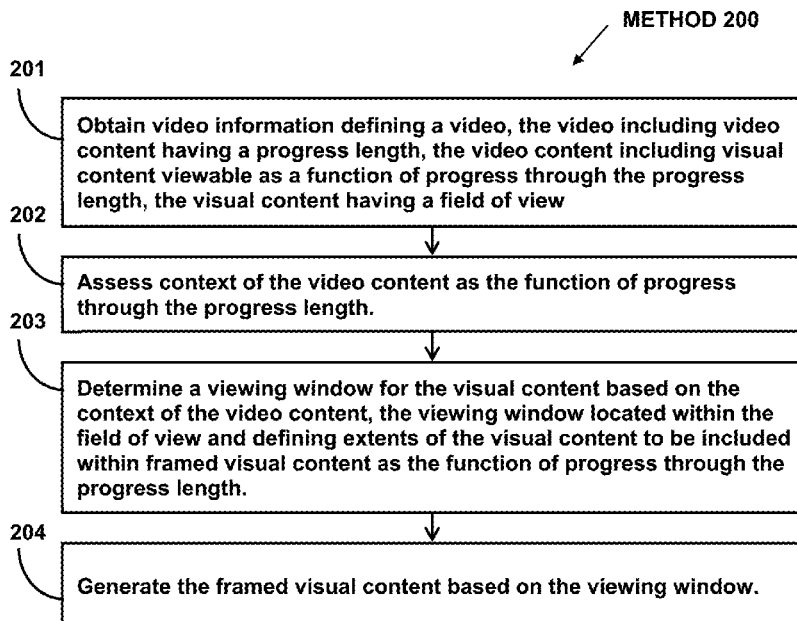 METHOD 200
201
Obtain video information defining a video, the video including video
content having a progress length, the video content including visual
content viewable as a function of progress through the progress
length, the visual content having a field of view
202
Assess context of the video content as the function of progress
through the progress length.
203
Determine a viewing window for the visual content based on the
context of the video content, the viewing window located within the
field of view and defining extents of the visual content to be included
within framed visual content as the function of progress through the
progress length.
204
Generate the framed visual content based on the viewing window.